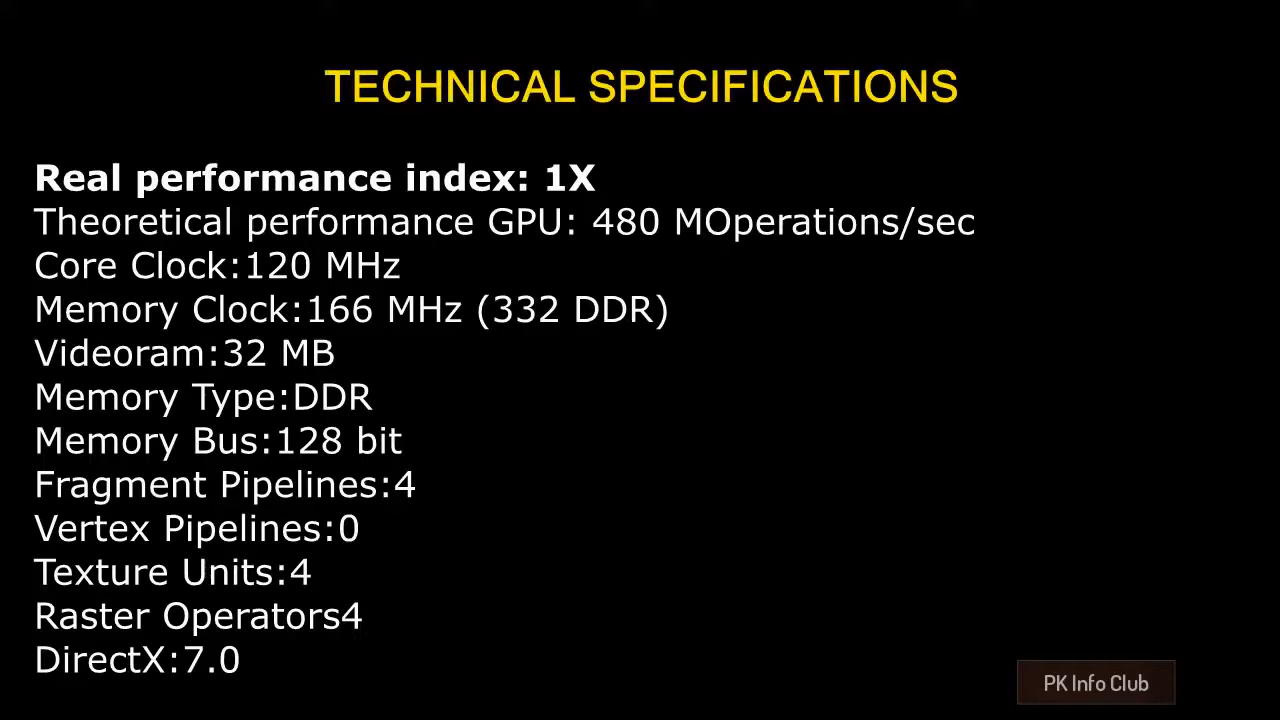 TECHNICAL SPECIFICATIONS
Real performance index: 1X
Theoretical performance GPU: 480 MOperations/sec
Core Clock:120 MHz
Memory Clock:166 MHz (332 DDR)
Videoram:32 MB
Memory Type:DDR
Memory Bus:128 bit
Fragment Pipelines:4
Vertex Pipelines:0
Texture Units:4
Raster Operators4
DirectX:7.0
PK Info Club